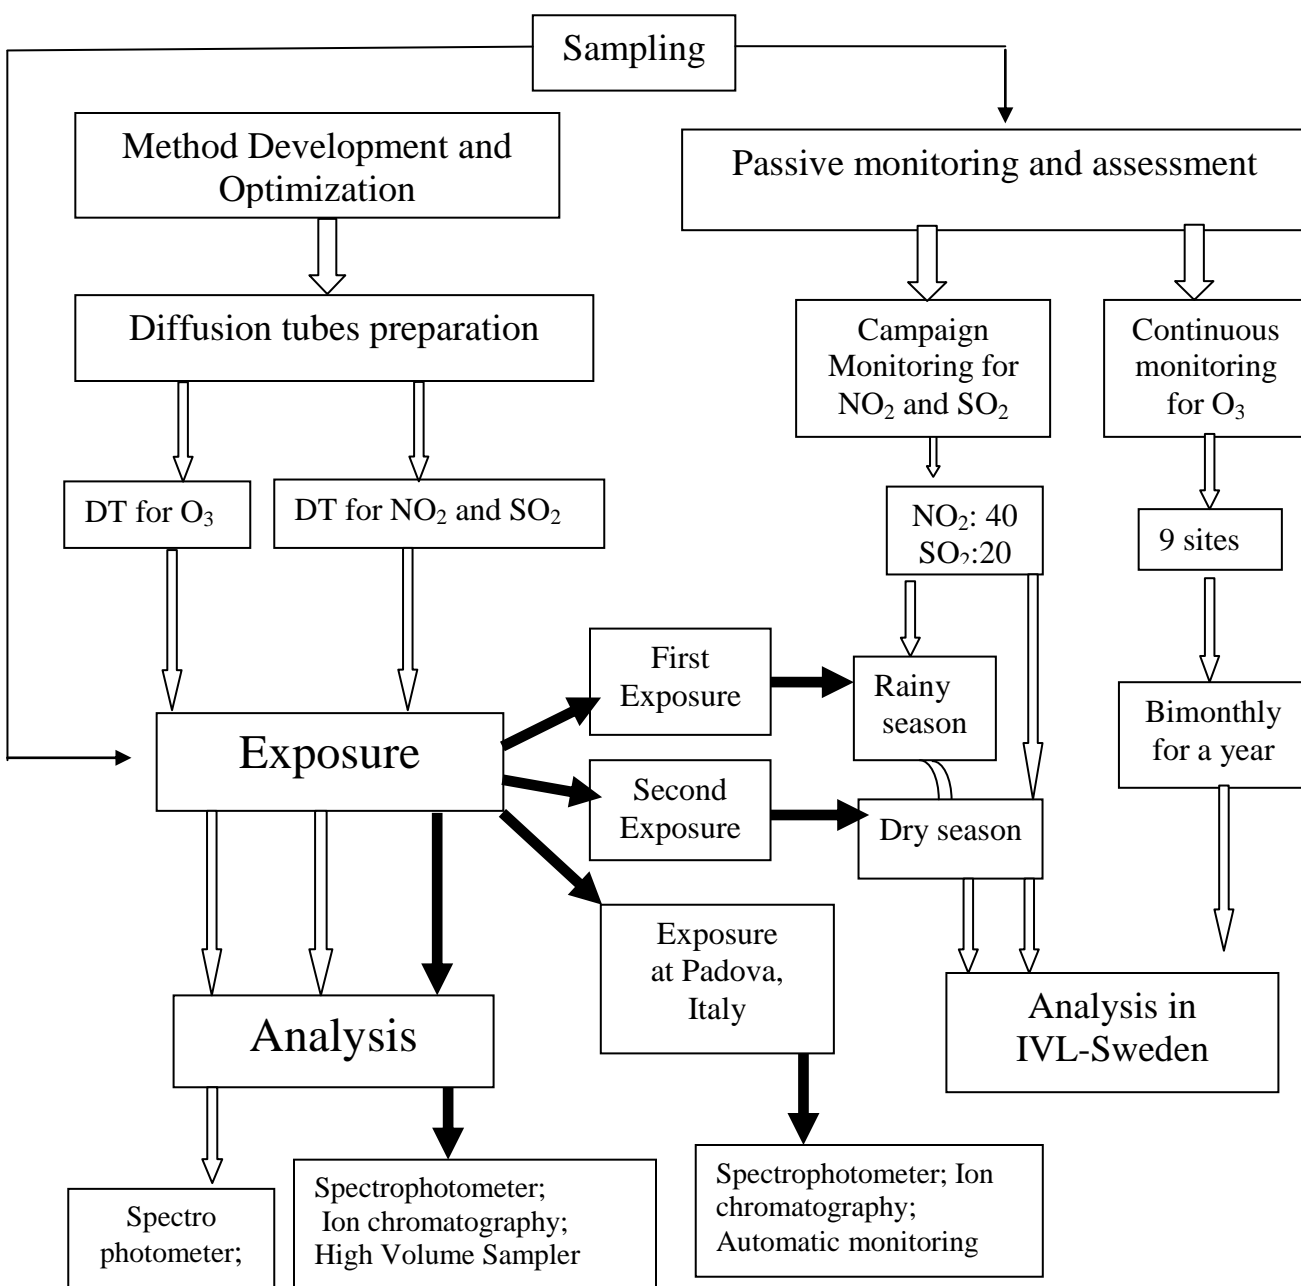 Sampling
Method Development and
Optimization
Passive monitoring and assessment
Diffusion tubes preparation
Campaign
Monitoring for
NO₂ and SO₂
Continuous
monitoring
for O₃
DT for O₃
DT for NO₂ and SO₂
NO₂: 40
SO₂:20
9 sites
First
Exposure
Rainy
season
Bimonthly
for a year
Exposure
Second
Exposure
Dry season
Exposure
at Padova,
Italy
Analysis
Analysis in
IVL-Sweden
Spectro
photometer;
Spectrophotometer;
Ion chromatography;
High Volume Sampler
Spectrophotometer; Ion
chromatography;
Automatic monitoring